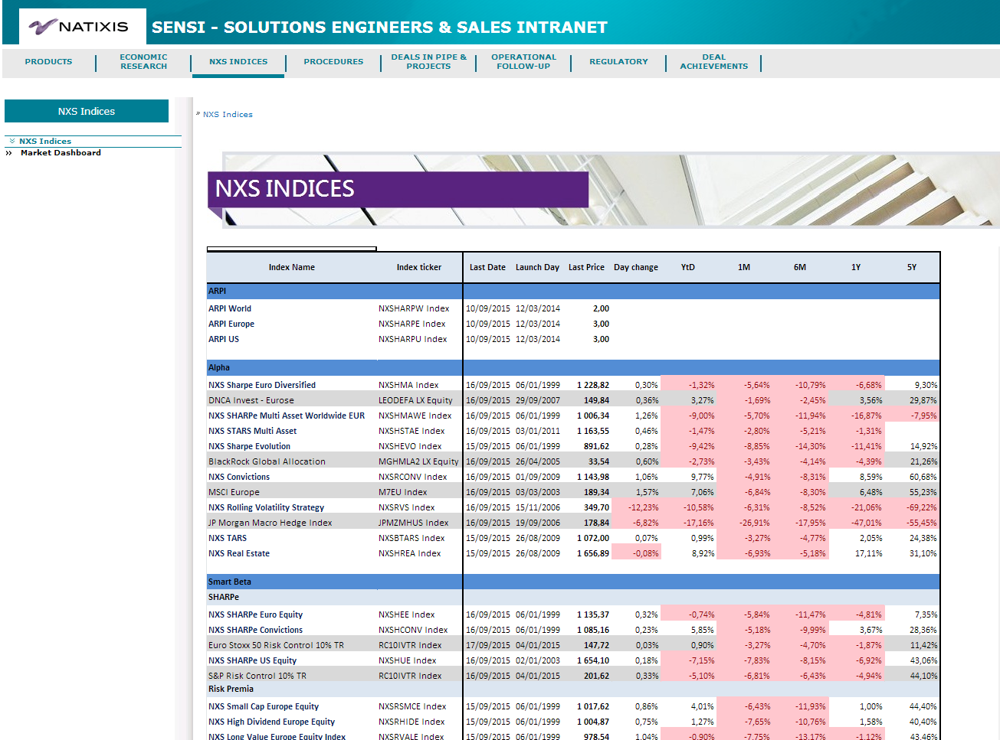 NATIXIS SENSI - SOLUTIONS ENGINEERS & SALES INTRANET
PRODUCTS ECONOMIC RESEARCH NXS INDICES PROCEDURES DEALS IN PIPE & PROJECTS OPERATIONAL FOLLOW-UP REGULATORY DEAL ACHIEVEMENTS
NXS Indices
» NXS Indices
NXS Indices
» Market Dashboard
NXS INDICES
Index Name Index ticker Last Date Launch Day Last Price Day change YtD 1M 6M 1Y 5Y
ARPI
ARPI World NXSHARPW Index 10/09/2015 12/03/2014 2,00
ARPI Europe NXSHARPE Index 10/09/2015 12/03/2014 3,00
ARPI US NXSHARPU Index 10/09/2015 12/03/2014 3,00
Alpha
NXS Sharpe Euro Diversified NXSHMA Index 16/09/2015 06/01/1999 1 228,82 0,30% -1,32% -5,64% -10,79% -6,68% 9,30%
DNCA Invest - Eurose LEODEFA LX Equity 16/09/2015 29/09/2007 149,84 0,36% 3,27% -1,69% -2,45% 3,56% 29,87%
NXS SHARPe Multi Asset Worldwide EUR NXSHMAWE Index 16/09/2015 06/01/1999 1 006,34 1,26% -9,00% -5,70% -11,94% -16,87% -7,95%
NXS STARS Multi Asset NXSHSTAE Index 16/09/2015 03/01/2011 1 163,55 0,46% -1,47% -2,80% -5,21% -1,31%
NXS Sharpe Evolution NXSHEVO Index 15/09/2015 06/01/1999 891,62 0,28% -9,42% -8,85% -14,30% -11,41% 14,92%
BlackRock Global Allocation MGHMLA2 LX Equity 16/09/2015 26/04/2005 33,54 0,60% -2,73% -3,43% -4,14% -4,39% 21,26%
NXS Convictions NXSRCONV Index 16/09/2015 01/09/2009 1 143,98 1,06% 9,77% -4,91% -8,31% 8,59% 60,68%
MSCI Europe M7EU Index 16/09/2015 03/03/2003 189,34 1,57% 7,06% -6,84% -8,30% 6,48% 55,23%
NXS Rolling Volatility Strategy NXSRVS Index 16/09/2015 15/11/2006 349,70 -12,23% -10,58% -6,31% -8,52% -21,06% -69,22%
JP Morgan Macro Hedge Index JPMZMHUS Index 16/09/2015 19/09/2006 178,84 -6,82% -17,16% -26,91% -17,95% -47,01% -55,45%
NXS TARS NXSBTARS Index 15/09/2015 26/08/2009 1 072,00 0,07% 0,99% -3,27% -4,77% 2,05% 24,38%
NXS Real Estate NXSHREA Index 15/09/2015 26/08/2009 1 656,89 -0,08% 8,92% -6,93% -5,18% 17,11% 31,10%
Smart Beta
SHARPe
NXS SHARPe Euro Equity NXSHEE Index 16/09/2015 06/01/1999 1 135,37 0,32% -0,74% -5,84% -11,47% -4,81% 7,35%
NXS SHARPe Convictions NXSHCONV Index 16/09/2015 06/01/1999 1 085,16 0,23% 5,85% -5,18% -9,99% 3,67% 28,36%
Euro Stoxx 50 Risk Control 10% TR RC10IVTR Index 17/09/2015 04/01/2015 147,72 0,03% 0,90% -3,27% -4,70% -1,87% 11,42%
NXS SHARPe US Equity NXSHUE Index 16/09/2015 02/01/2003 1 654,10 0,18% -7,15% -7,83% -8,15% -6,92% 43,06%
S&P Risk Control 10% TR RC10IVTR Index 16/09/2015 04/01/2015 201,62 0,33% -5,10% -6,81% -6,43% -4,94% 44,10%
Risk Premia
NXS Small Cap Europe Equity NXSRSMCE Index 15/09/2015 06/01/1999 1 017,62 0,86% 4,01% -6,43% -11,93% 1,00% 44,40%
NXS High Dividend Europe Equity NXSRHIDE Index 15/09/2015 06/01/1999 1 004,87 0,75% 1,27% -7,65% -10,76% 1,58% 40,40%
NXS Long Value Europe Equity Index NXSRVALE Index 15/09/2015 06/01/1999 978,54 1,04% -0,90% -7,75% -13,17% -1,12% 43,46%